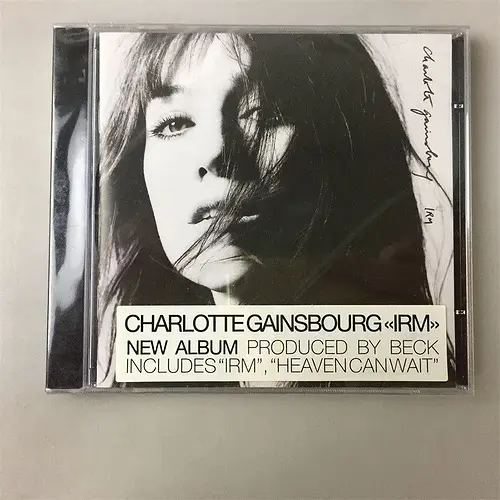 Charlotte gainsbourg IRM
CHARLOTTE GAINSBOURG «IRM»
NEW ALBUM PRODUCED BY BECK
INCLUDES "IRM", "HEAVEN CAN WAIT"